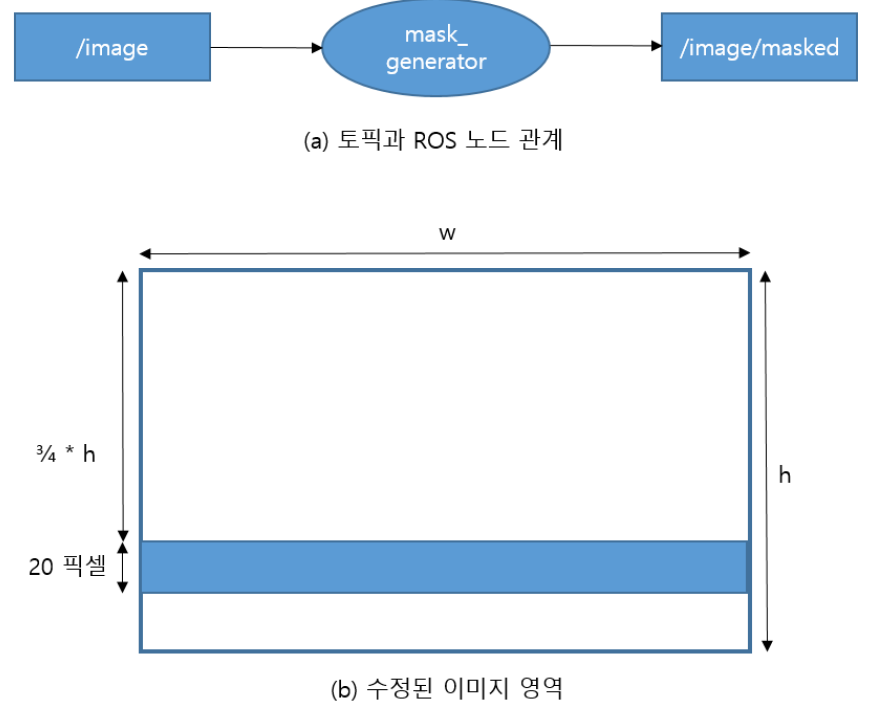 /image
mask_
generator
/image/masked
(a) 토픽과 ROS 노드 관계
w
¾ * h
h
20 픽셀
(b) 수정된 이미지 영역